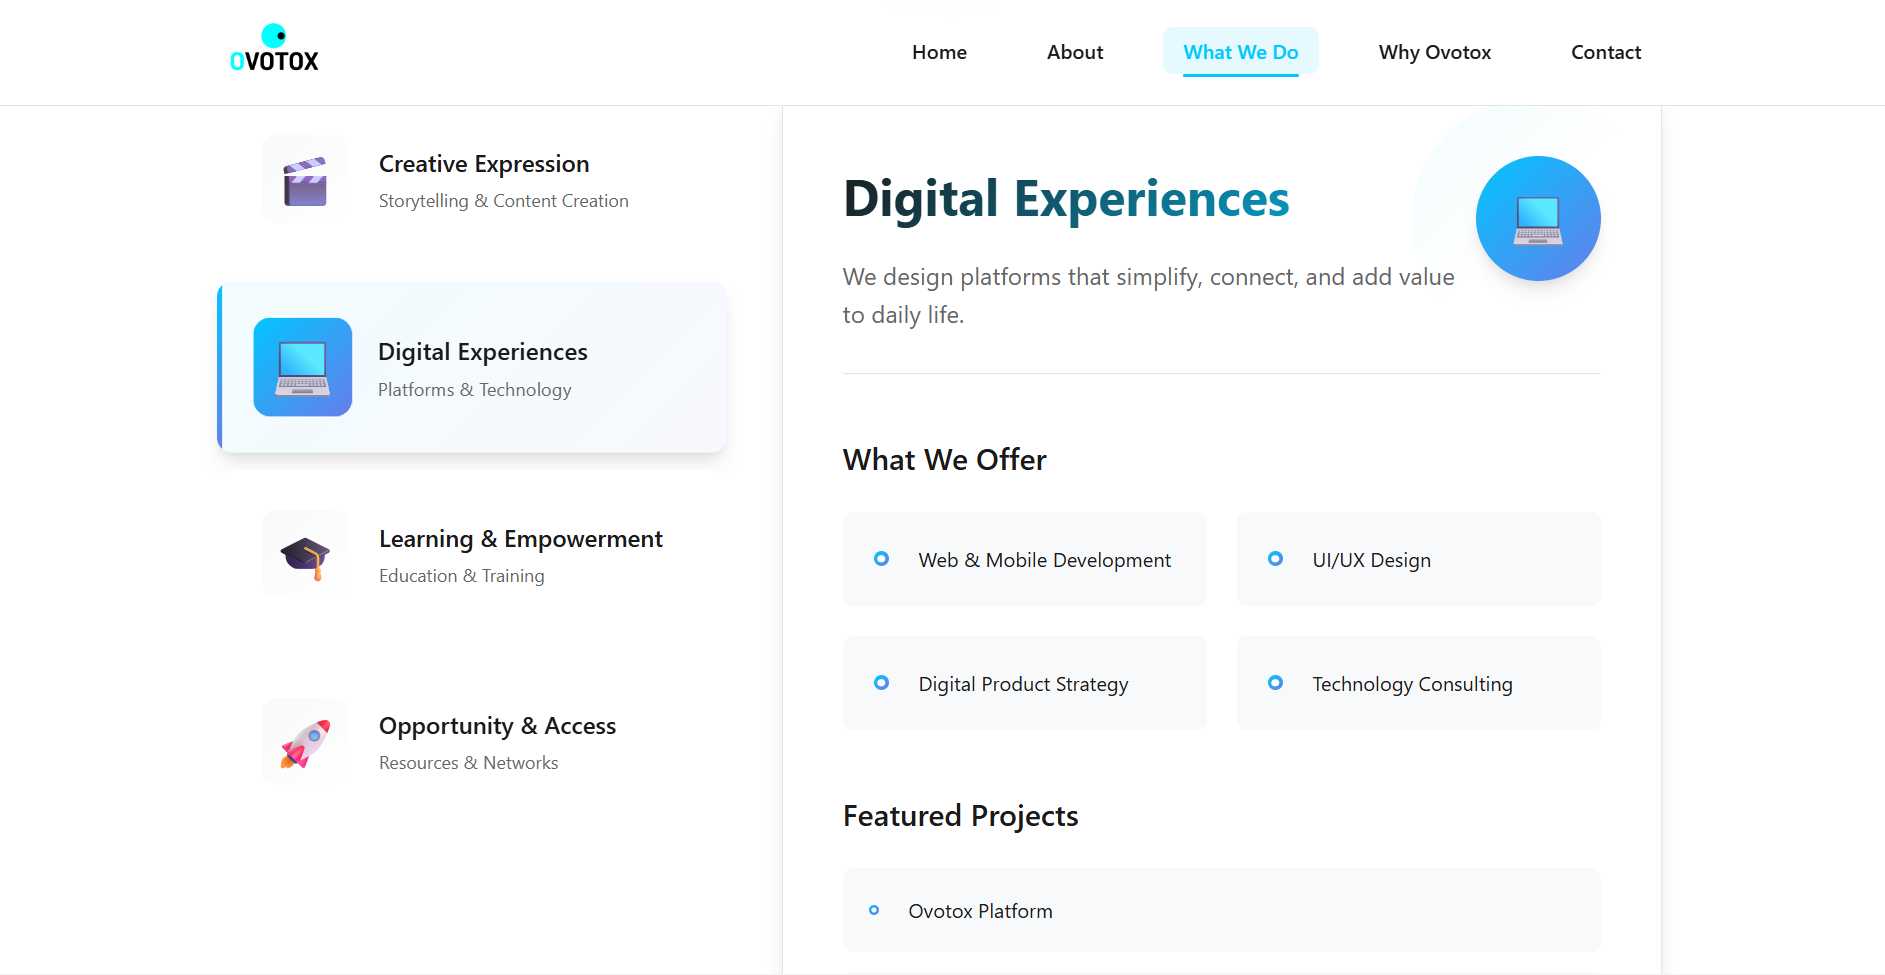 OVOTOX
Home
About
What We Do
Why Ovotox
Contact
Creative Expression
Storytelling & Content Creation
Digital Experiences
Platforms & Technology
Learning & Empowerment
Education & Training
Opportunity & Access
Resources & Networks
Digital Experiences
We design platforms that simplify, connect, and add value
to daily life.
What We Offer
Web & Mobile Development
UI/UX Design
Digital Product Strategy
Technology Consulting
Featured Projects
Ovotox Platform